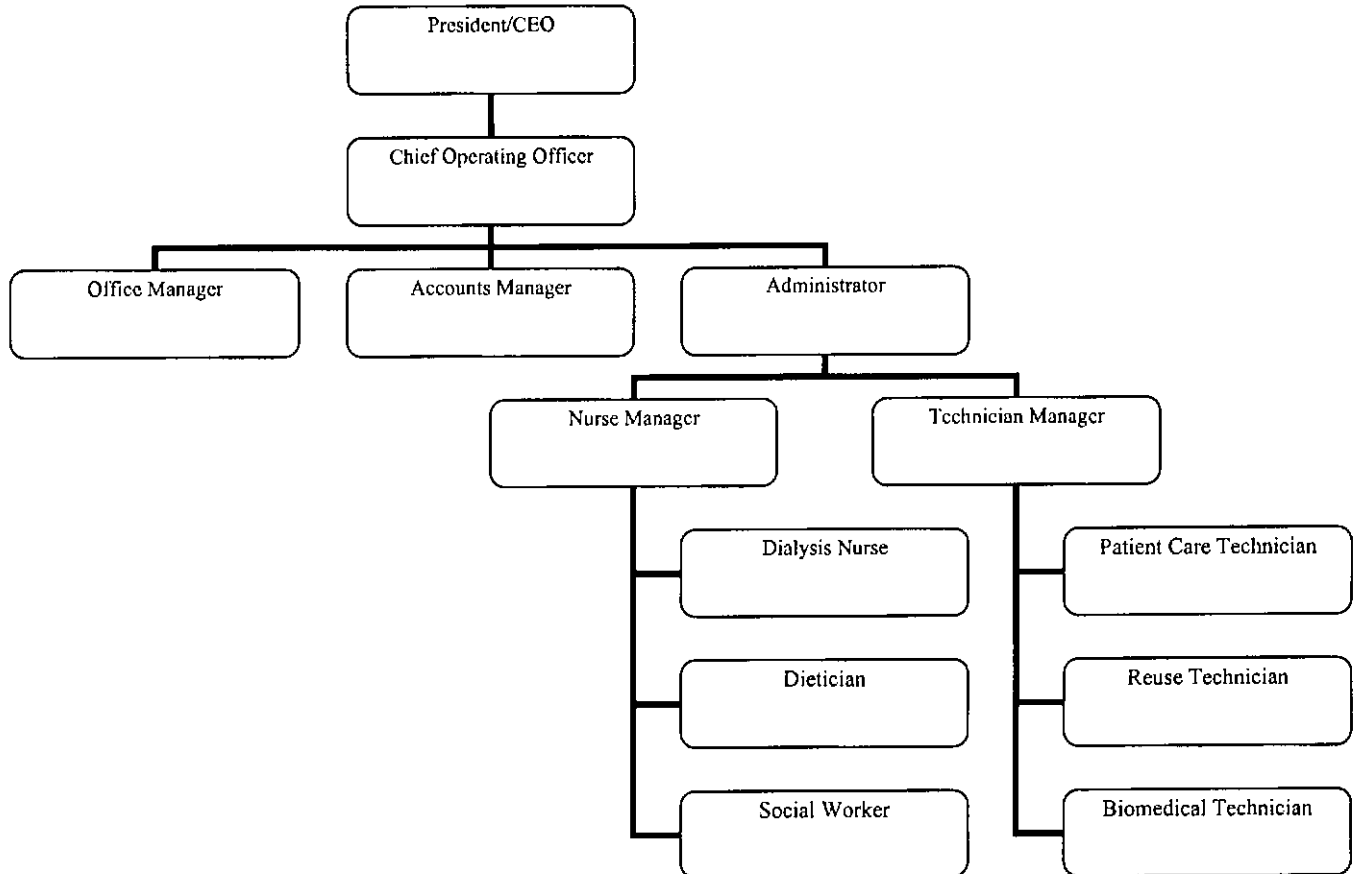 President/CEO
Chief Operating Officer
Office Manager
Accounts Manager
Administrator
Nurse Manager
Technician Manager
Dialysis Nurse
Patient Care Technician
Dietician
Reuse Technician
Social Worker
Biomedical Technician